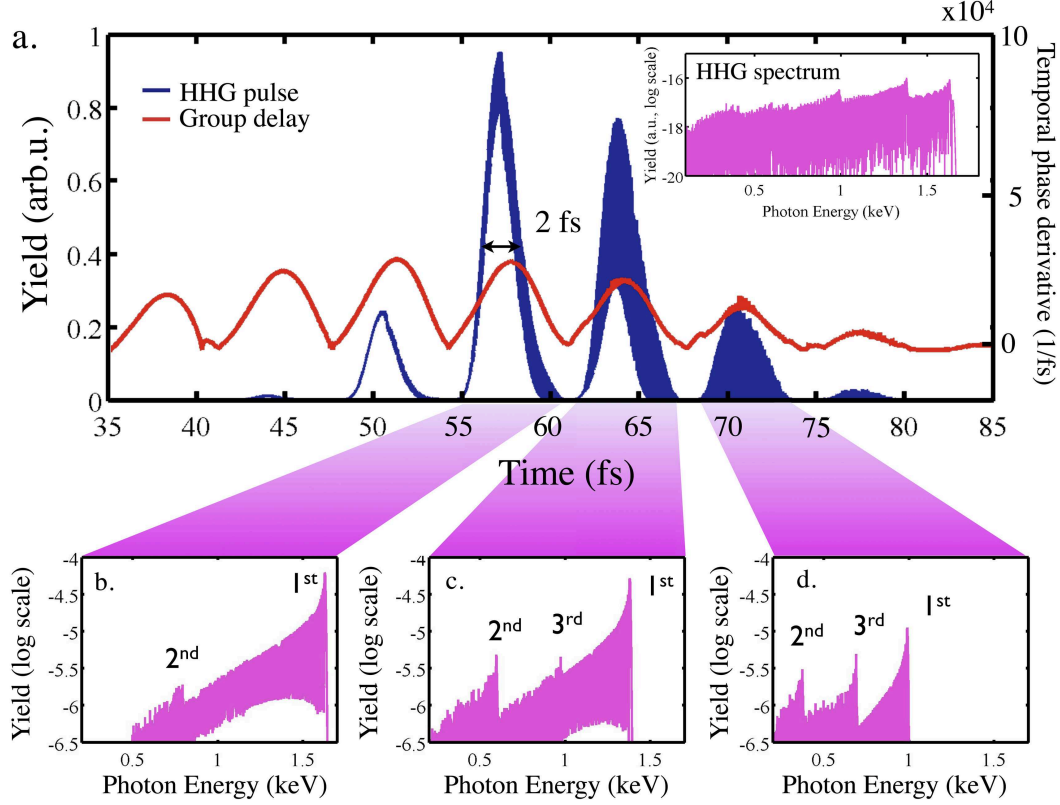 a.
x10⁴
HHG pulse
Group delay
2 fs
1
0.8
0.6
0.4
0.2
0
Yield (arb.u.)
10
5
0
Temporal phase derivative (1/fs)
35 40 45 50 55 60 65 70 75 80 85
Time (fs)
HHG spectrum
-16
-18
-20
Yield (a.u., log scale)
0.5 1 1.5
Photon Energy (keV)
b.
2nd
1st
-4
-4.5
-5
-5.5
-6
-6.5
Yield (log scale)
0.5 1 1.5
Photon Energy (keV)
c.
2nd
3rd
1st
-4
-4.5
-5
-5.5
-6
-6.5
Yield (log scale)
0.5 1 1.5
Photon Energy (keV)
d.
2nd
3rd
1st
-4
-4.5
-5
-5.5
-6
-6.5
Yield (log scale)
0.5 1 1.5
Photon Energy (keV)